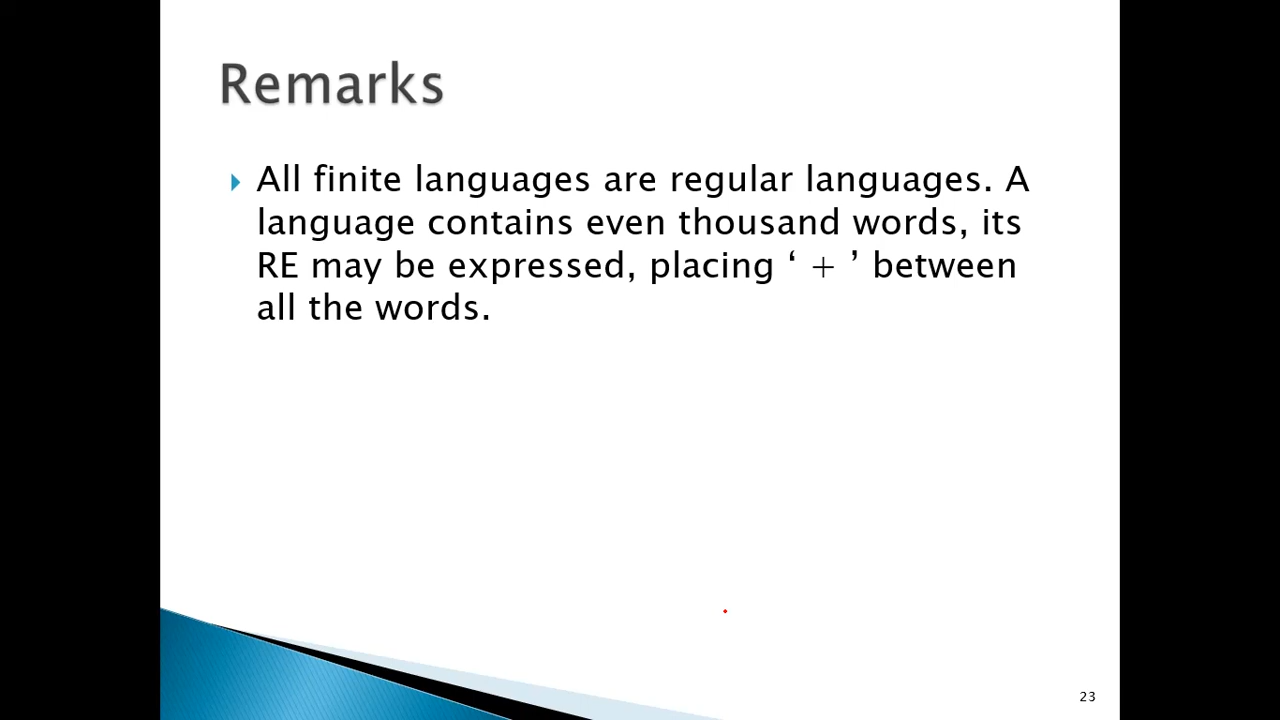 Remarks
All finite languages are regular languages. A
language contains even thousand words, its
RE may be expressed, placing ‘ + ’ between
all the words.
23